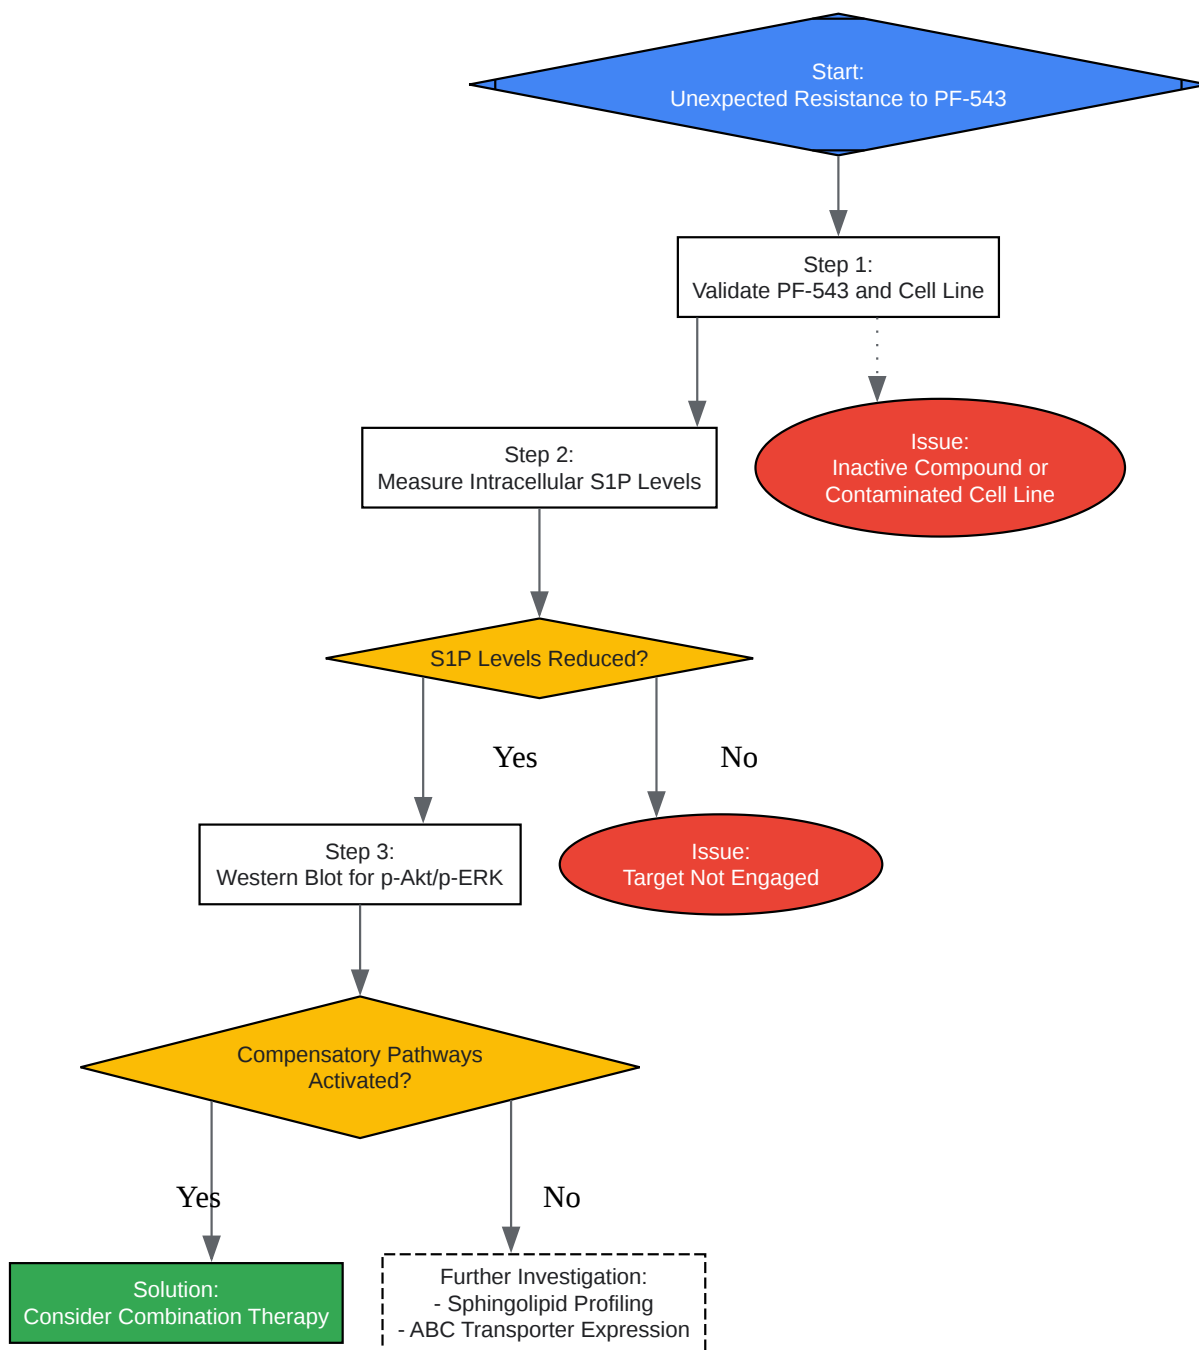 Start:
Unexpected Resistance to PF-543
Step 1:
Validate PF-543 and Cell Line
Step 2:
Measure Intracellular S1P Levels
Issue:
Inactive Compound or
Contaminated Cell Line
S1P Levels Reduced?
Yes
No
Step 3:
Western Blot for p-Akt/p-ERK
Issue:
Target Not Engaged
Compensatory Pathways
Activated?
Yes
No
Solution:
Consider Combination Therapy
Further Investigation:
- Sphingolipid Profiling
- ABC Transporter Expression